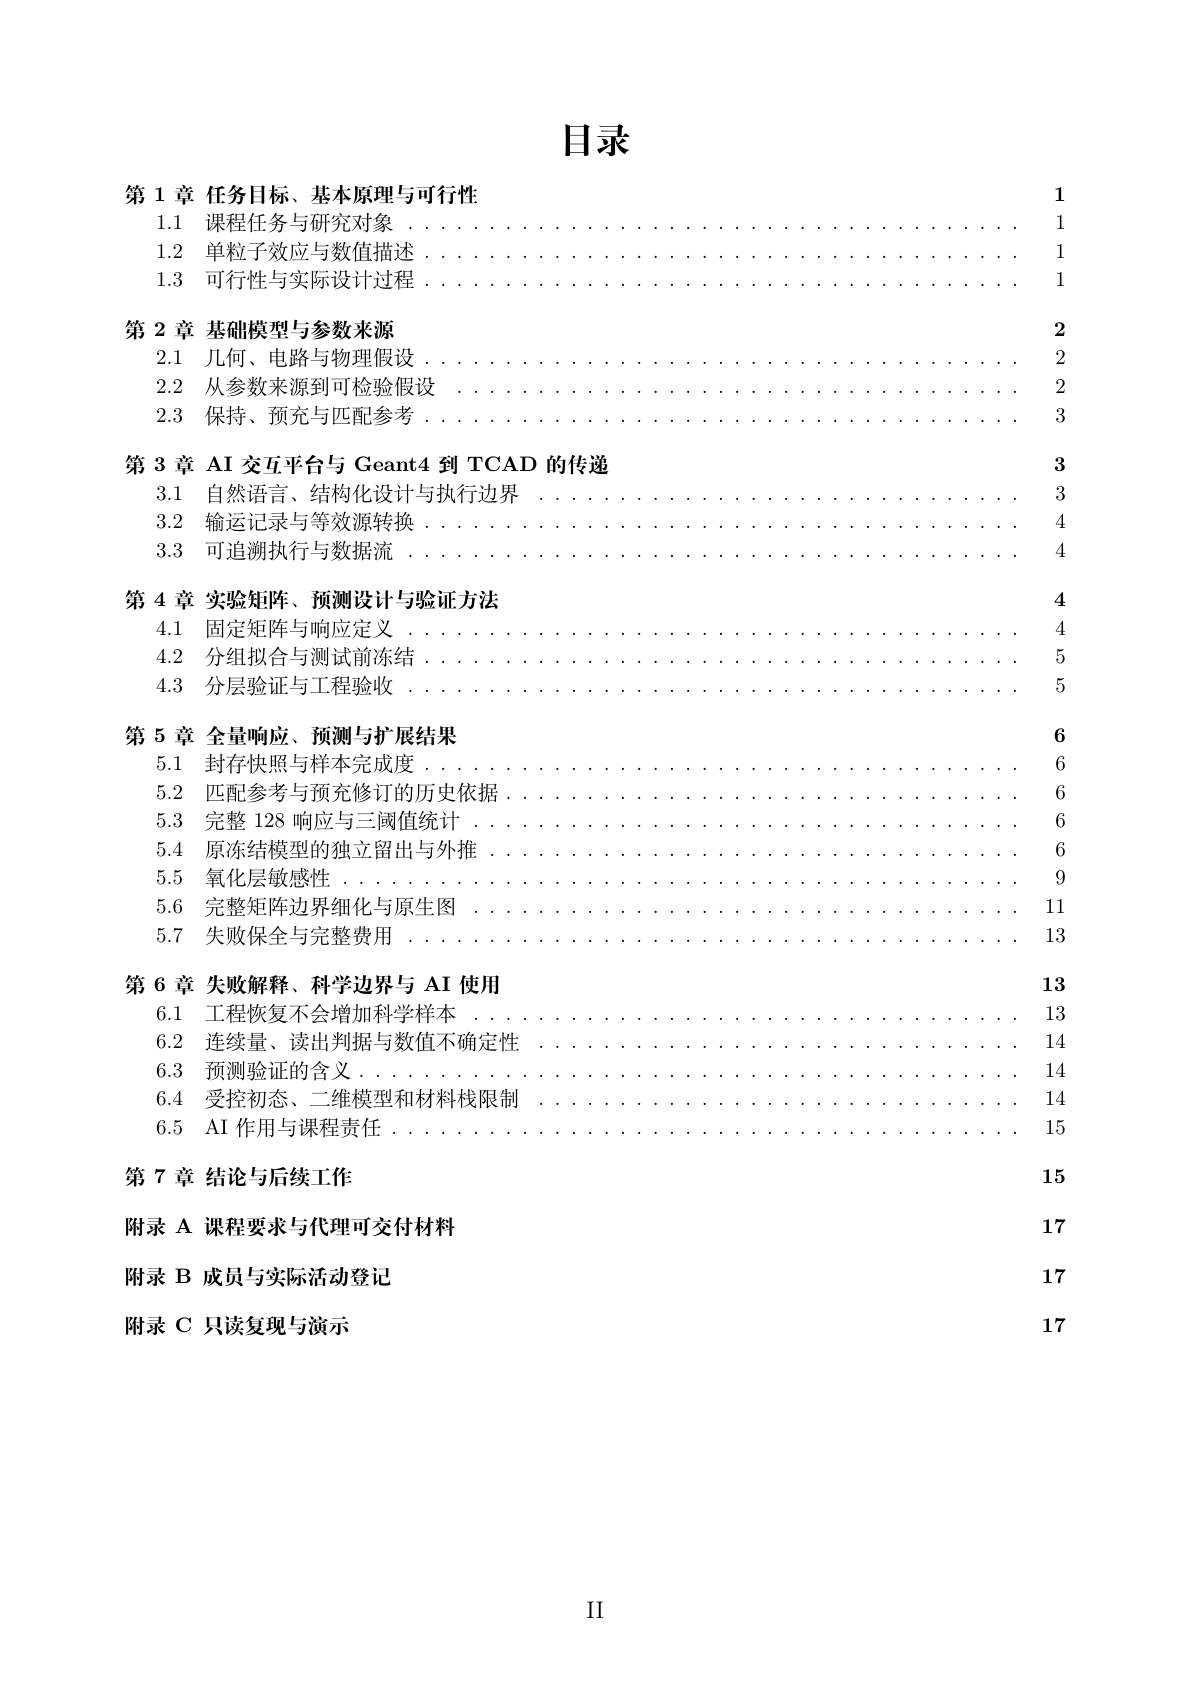 目录
第 1 章 任务目标、基本原理与可行性 1
1.1 课程任务与研究对象 . . . . . . . . . . . . . . . . . . . . . . . . . . . . . . . . . . . . . . 1
1.2 单粒子效应与数值描述 . . . . . . . . . . . . . . . . . . . . . . . . . . . . . . . . . . . . . 1
1.3 可行性与实际设计过程 . . . . . . . . . . . . . . . . . . . . . . . . . . . . . . . . . . . . . 1
第 2 章 基础模型与参数来源 2
2.1 几何、电路与物理假设 . . . . . . . . . . . . . . . . . . . . . . . . . . . . . . . . . . . . . 2
2.2 从参数来源到可检验假设 . . . . . . . . . . . . . . . . . . . . . . . . . . . . . . . . . . . 2
2.3 保持、预充与匹配参考 . . . . . . . . . . . . . . . . . . . . . . . . . . . . . . . . . . . . . 3
第 3 章 AI 交互平台与 Geant4 到 TCAD 的传递 3
3.1 自然语言、结构化设计与执行边界 . . . . . . . . . . . . . . . . . . . . . . . . . . . . . . 3
3.2 输运记录与等效源转换 . . . . . . . . . . . . . . . . . . . . . . . . . . . . . . . . . . . . . 4
3.3 可追溯执行与数据流 . . . . . . . . . . . . . . . . . . . . . . . . . . . . . . . . . . . . . . 4
第 4 章 实验矩阵、预测设计与验证方法 4
4.1 固定矩阵与响应定义 . . . . . . . . . . . . . . . . . . . . . . . . . . . . . . . . . . . . . . 4
4.2 分组拟合与测试前冻结 . . . . . . . . . . . . . . . . . . . . . . . . . . . . . . . . . . . . . 5
4.3 分层验证与工程验收 . . . . . . . . . . . . . . . . . . . . . . . . . . . . . . . . . . . . . . 5
第 5 章 全量响应、预测与扩展结果 6
5.1 封存快照与样本完成度 . . . . . . . . . . . . . . . . . . . . . . . . . . . . . . . . . . . . . 6
5.2 匹配参考与预充修订的历史依据 . . . . . . . . . . . . . . . . . . . . . . . . . . . . . . . . 6
5.3 完整 128 响应与三阈值统计 . . . . . . . . . . . . . . . . . . . . . . . . . . . . . . . . . . 6
5.4 原冻结模型的独立留出与外推 . . . . . . . . . . . . . . . . . . . . . . . . . . . . . . . . . 6
5.5 氧化层敏感性 . . . . . . . . . . . . . . . . . . . . . . . . . . . . . . . . . . . . . . . . . . 9
5.6 完整矩阵边界细化与原生图 . . . . . . . . . . . . . . . . . . . . . . . . . . . . . . . . . . 11
5.7 失败保全与完整费用 . . . . . . . . . . . . . . . . . . . . . . . . . . . . . . . . . . . . . . 13
第 6 章 失败解释、科学边界与 AI 使用 13
6.1 工程恢复不会增加科学样本 . . . . . . . . . . . . . . . . . . . . . . . . . . . . . . . . . . 13
6.2 连续量、读出判据与数值不确定性 . . . . . . . . . . . . . . . . . . . . . . . . . . . . . . 14
6.3 预测验证的含义 . . . . . . . . . . . . . . . . . . . . . . . . . . . . . . . . . . . . . . . . . 14
6.4 受控初态、二维模型和材料栈限制 . . . . . . . . . . . . . . . . . . . . . . . . . . . . . . 14
6.5 AI 作用与课程责任 . . . . . . . . . . . . . . . . . . . . . . . . . . . . . . . . . . . . . . . 15
第 7 章 结论与后续工作 15
附录 A 课程要求与代理可交付材料 17
附录 B 成员与实际活动登记 17
附录 C 只读复现与演示 17
II